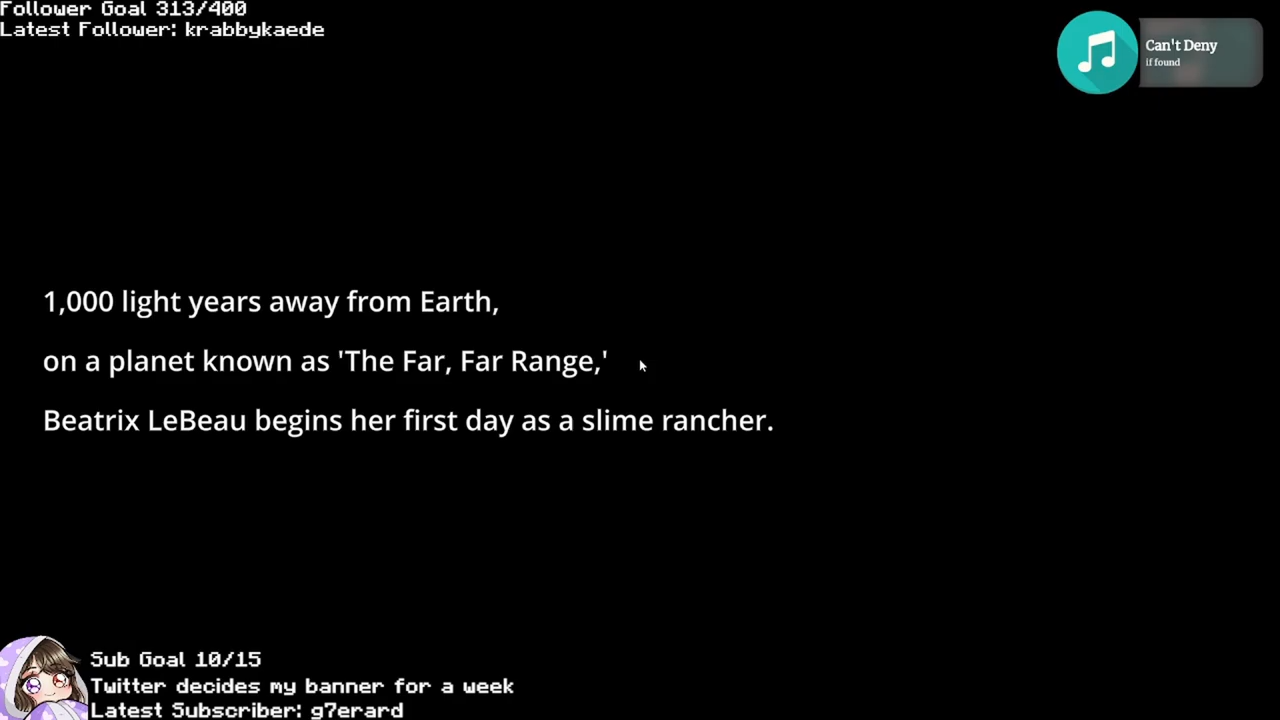 Follower Goal 313/400
Latest Follower: krabbykaede
Can't Deny
if found
1,000 light years away from Earth,
on a planet known as 'The Far, Far Range,'
Beatrix LeBeau begins her first day as a slime rancher.
Sub Goal 10/15
Twitter decides my banner for a week
Latest Subscriber: g7erard